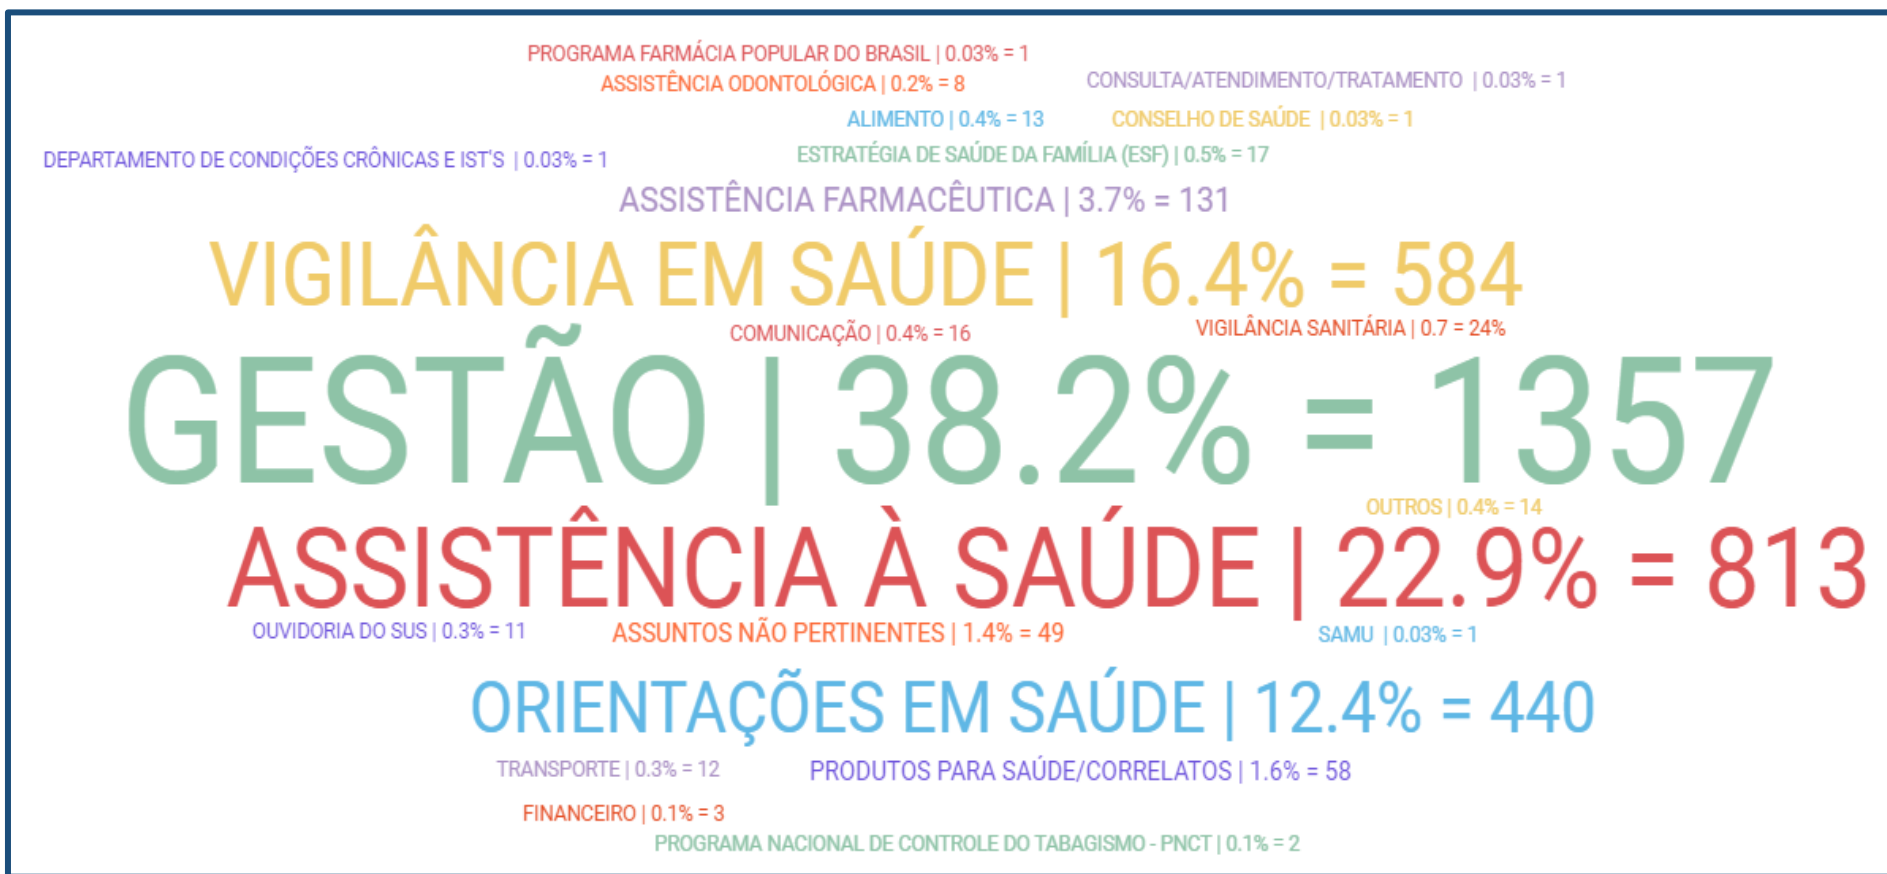 PROGRAMA FARMÁCIA POPULAR DO BRASIL | 0.03% = 1
ASSISTÊNCIA ODONTOLÓGICA | 0.2% = 8
CONSULTA/ATENDIMENTO/TRATAMENTO | 0.03% = 1
ALIMENTO | 0.4% = 13
CONSELHO DE SAÚDE | 0.03% = 1
DEPARTAMENTO DE CONDIÇÕES CRÔNICAS E IST'S | 0.03% = 1
ESTRATÉGIA DE SAÚDE DA FAMÍLIA (ESF) | 0.5% = 17
ASSISTÊNCIA FARMACÊUTICA | 3.7% = 131
VIGILÂNCIA EM SAÚDE | 16.4% = 584
COMUNICAÇÃO | 0.4% = 16
VIGILÂNCIA SANITÁRIA | 0.7 = 24%
GESTÃO | 38.2% = 1357
OUTROS | 0.4% = 14
ASSISTÊNCIA À SAÚDE | 22.9% = 813
OUVIDORIA DO SUS | 0.3% = 11
ASSUNTOS NÃO PERTINENTES | 1.4% = 49
SAMU | 0.03% = 1
ORIENTAÇÕES EM SAÚDE | 12.4% = 440
TRANSPORTE | 0.3% = 12
PRODUTOS PARA SAÚDE/CORRELATOS | 1.6% = 58
FINANCEIRO | 0.1% = 3
PROGRAMA NACIONAL DE CONTROLE DO TABAGISMO - PNCT | 0.1% = 2